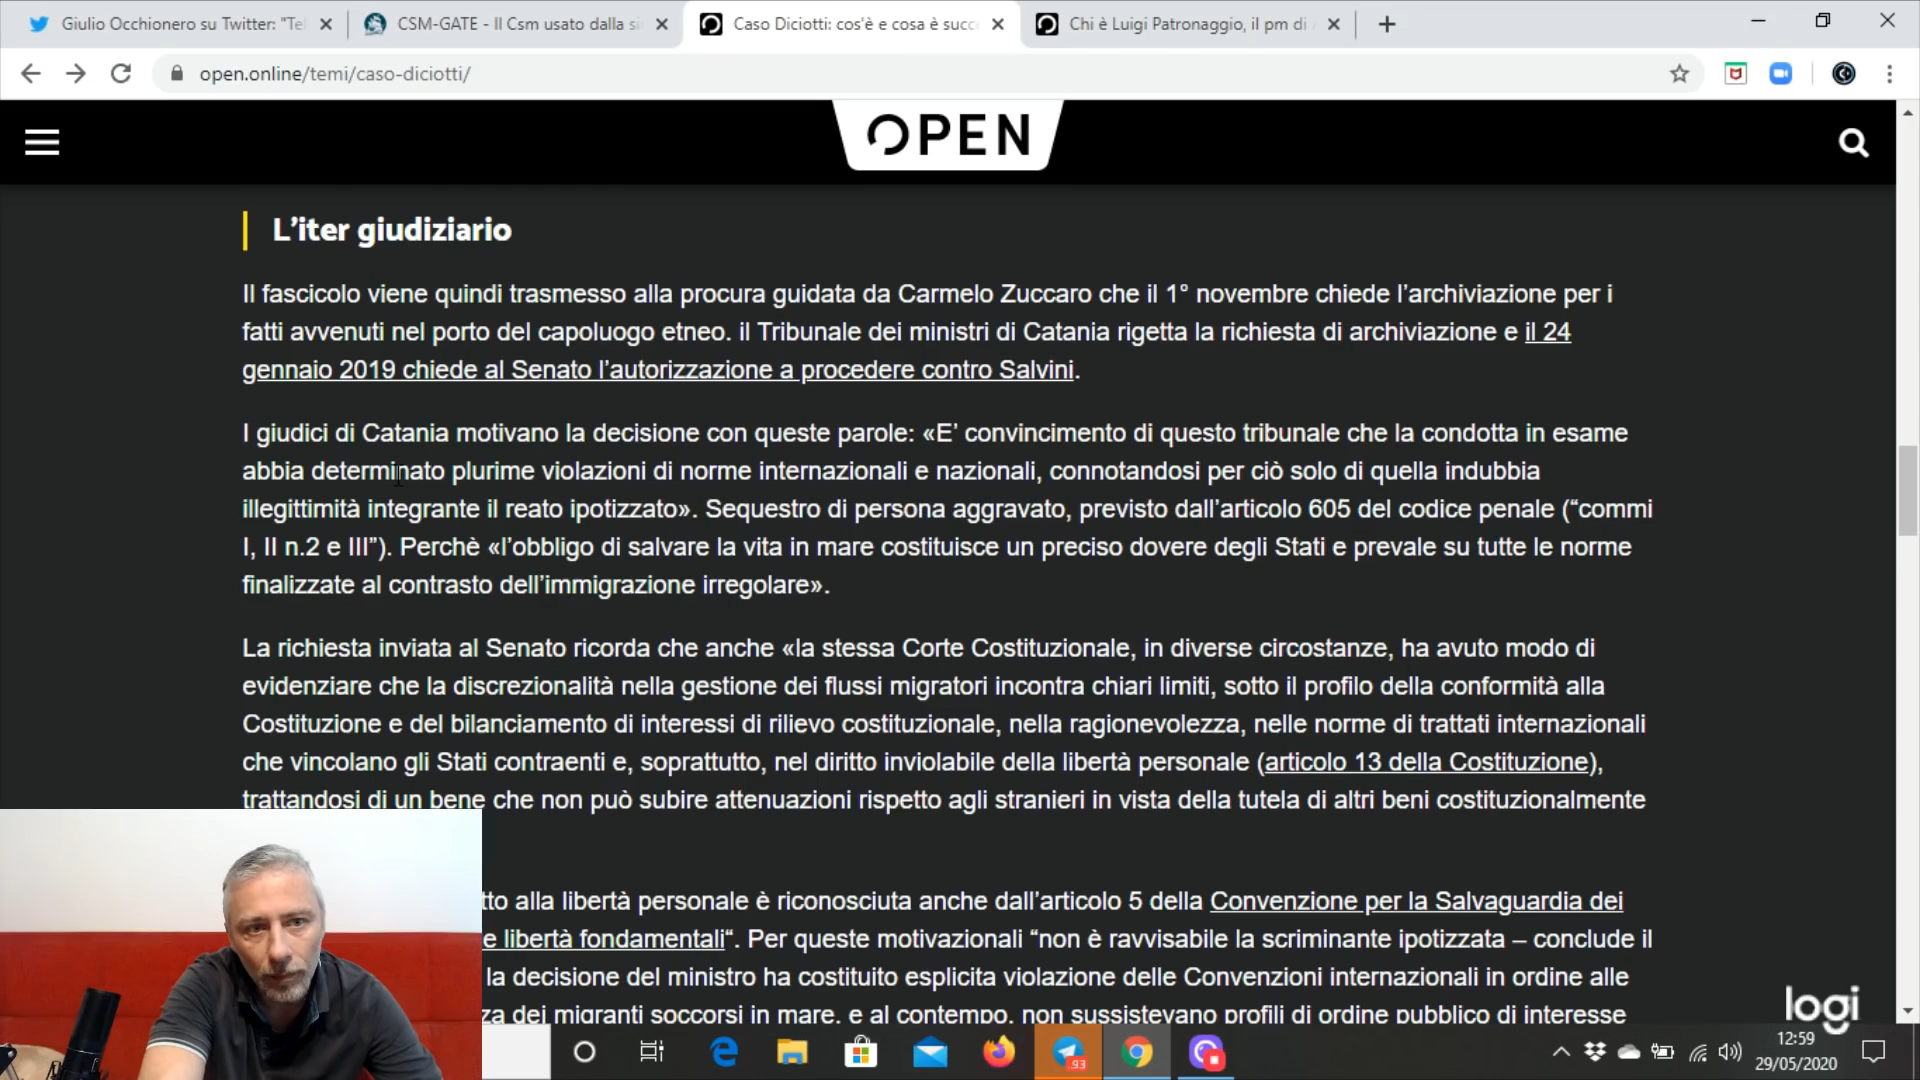 Giulio Occhionero su Twitter: "Tel
CSM-GATE - Il Csm usato dalla si
Caso Diciotti: cos'è e cosa è succ
Chi è Luigi Patronaggio, il pm di
open.online/temi/caso-diciotti/
OPEN
L'iter giudiziario
Il fascicolo viene quindi trasmesso alla procura guidata da Carmelo Zuccaro che il 1° novembre chiede l'archiviazione per i
fatti avvenuti nel porto del capoluogo etneo. il Tribunale dei ministri di Catania rigetta la richiesta di archiviazione e il 24
gennaio 2019 chiede al Senato l'autorizzazione a procedere contro Salvini.
I giudici di Catania motivano la decisione con queste parole: «E' convincimento di questo tribunale che la condotta in esame
abbia determinato plurime violazioni di norme internazionali e nazionali, connotandosi per ciò solo di quella indubbia
illegittimità integrante il reato ipotizzato». Sequestro di persona aggravato, previsto dall'articolo 605 del codice penale ("commi
I, II n.2 e III"). Perchè «l'obbligo di salvare la vita in mare costituisce un preciso dovere degli Stati e prevale su tutte le norme
finalizzate al contrasto dell'immigrazione irregolare».
La richiesta inviata al Senato ricorda che anche «la stessa Corte Costituzionale, in diverse circostanze, ha avuto modo di
evidenziare che la discrezionalità nella gestione dei flussi migratori incontra chiari limiti, sotto il profilo della conformità alla
Costituzione e del bilanciamento di interessi di rilievo costituzionale, nella ragionevolezza, nelle norme di trattati internazionali
che vincolano gli Stati contraenti e, soprattutto, nel diritto inviolabile della libertà personale (articolo 13 della Costituzione),
trattandosi di un bene che non può subire attenuazioni rispetto agli stranieri in vista della tutela di altri beni costituzionalmente
tto alla libertà personale è riconosciuta anche dall'articolo 5 della Convenzione per la Salvaguardia dei
e libertà fondamentali". Per queste motivazionali "non è ravvisabile la scriminante ipotizzata – conclude il
la decisione del ministro ha costituito esplicita violazione delle Convenzioni internazionali in ordine alle
za dei migranti soccorsi in mare, e al contempo, non sussistevano profili di ordine pubblico di interesse
logi
93
12:59
29/05/2020